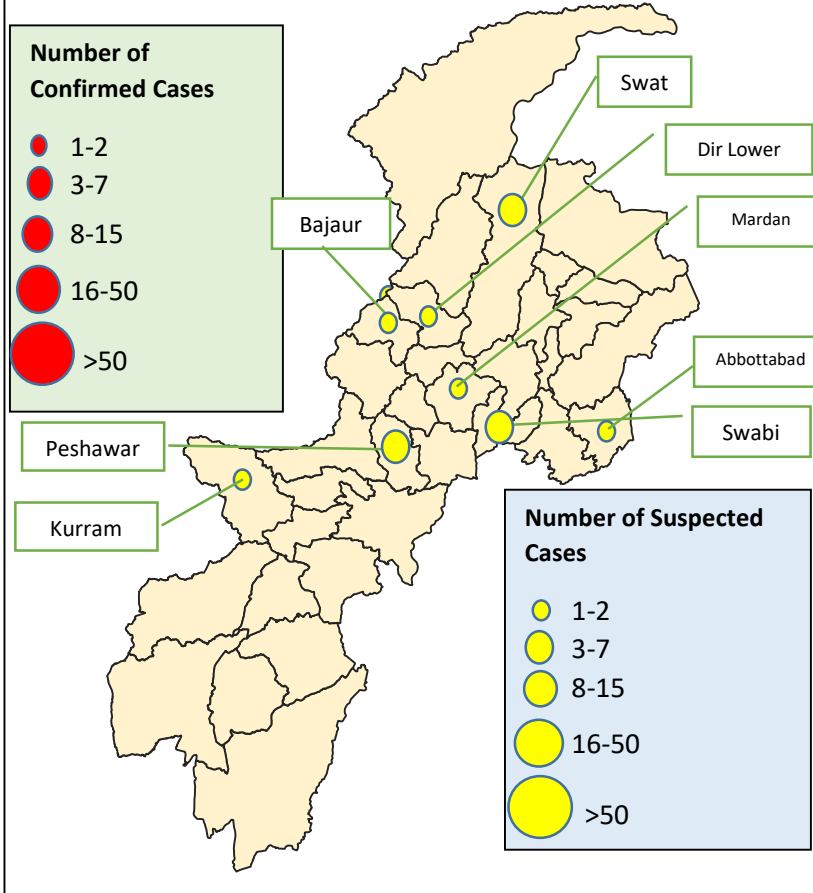 Number of
Confirmed Cases
1-2
3-7
8-15
16-50
>50
Swat
Dir Lower
Bajaur
Mardan
Abbottabad
Swabi
Peshawar
Kurram
Number of Suspected
Cases
1-2
3-7
8-15
16-50
>50